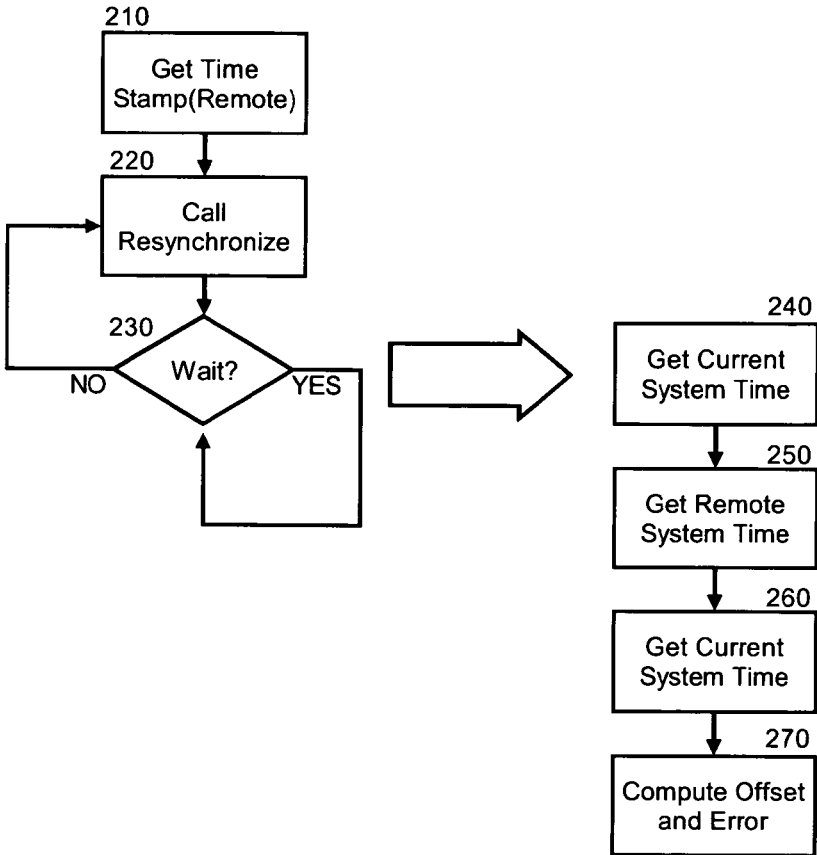 210
Get Time
Stamp(Remote)
220
Call
Resynchronize
230
Wait?
NO
YES
240
Get Current
System Time
250
Get Remote
System Time
260
Get Current
System Time
270
Compute Offset
and Error